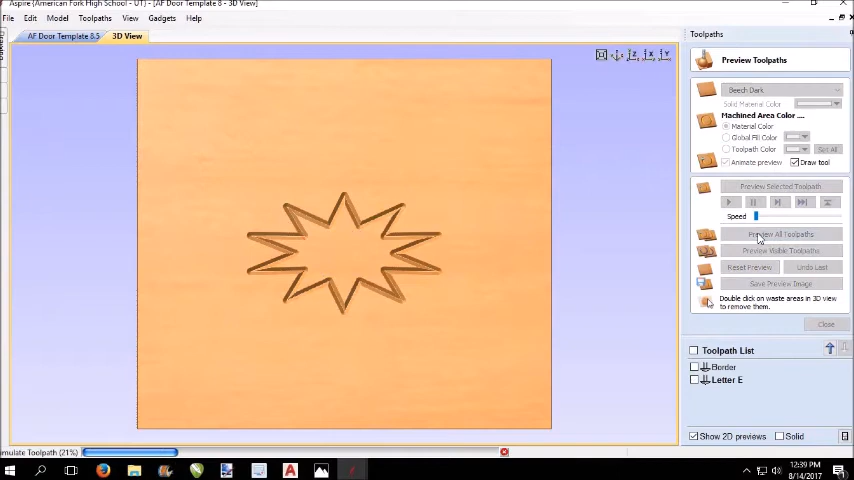 Aspire (American Fork High School - UT) - AF Door Template 8 - 3D View
File Edit Model Toolpaths View Gadgets Help
AF Door Template 8.5 3D View
Z X Y
Toolpaths
Preview Toolpaths
Beech Dark
Solid Material Color
Machined Area Color ....
Material Color
Global Fill Color
Toolpath Color Set All
Animate preview Draw tool
Preview Selected Toolpath
Speed
Preview All Toolpaths
Preview Visible Toolpaths
Reset Preview Undo Last
Save Preview Image
Double click on waste areas in 3D view
to remove them.
Close
Toolpath List
Border
Letter E
Show 2D previews Solid
mulate Toolpath (21%)
12:39 PM
8/14/2017